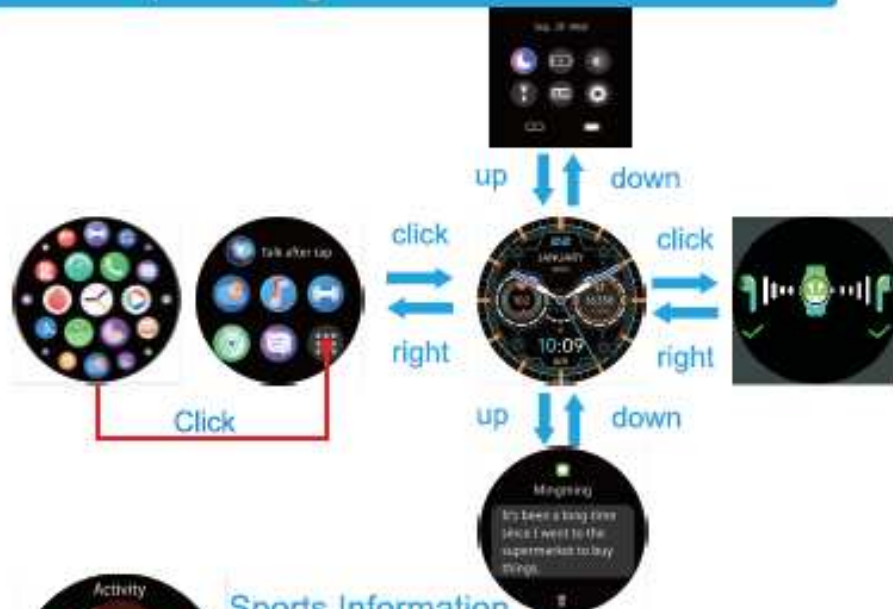 up
down
Talk after tap
click
click
JANUARY
10:09
right
right
Click
up
down
Mingming
It's been a long time
since I went to the
supermarket to buy
things.
Activity
Sports Information